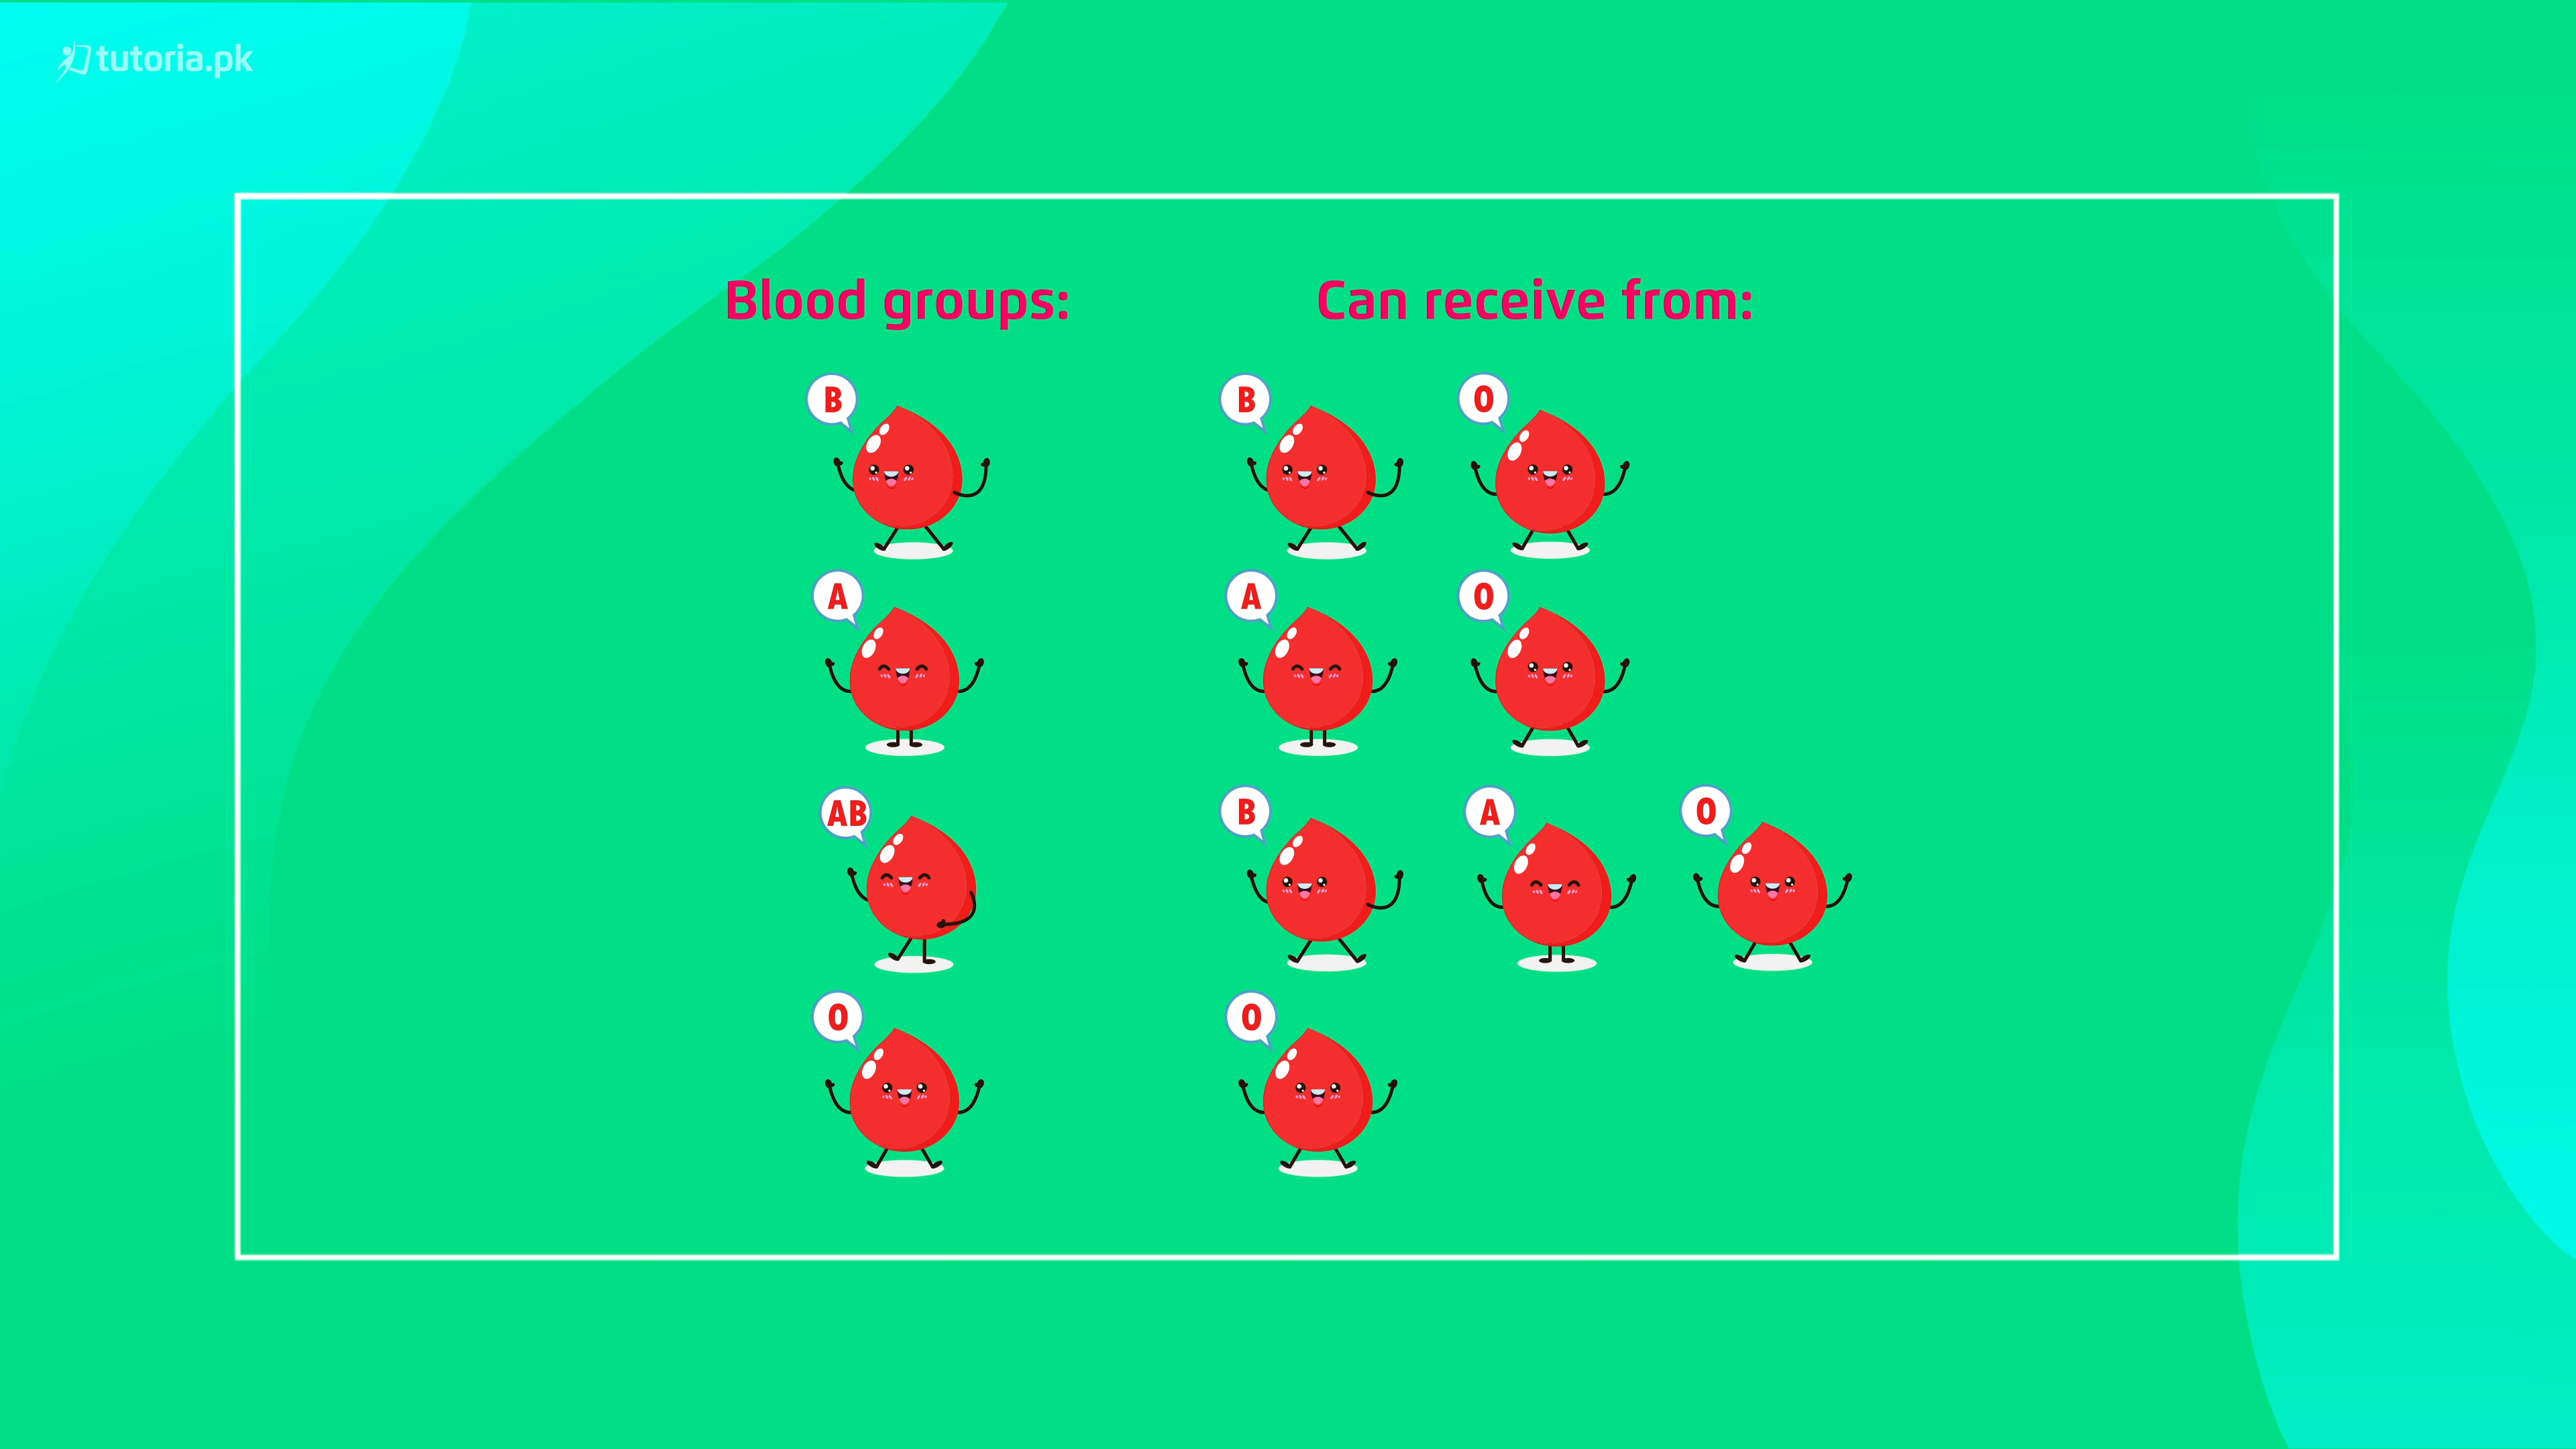 tutoria.pk
Blood groups: Can receive from:
B B O
A A O
AB B A O
O O